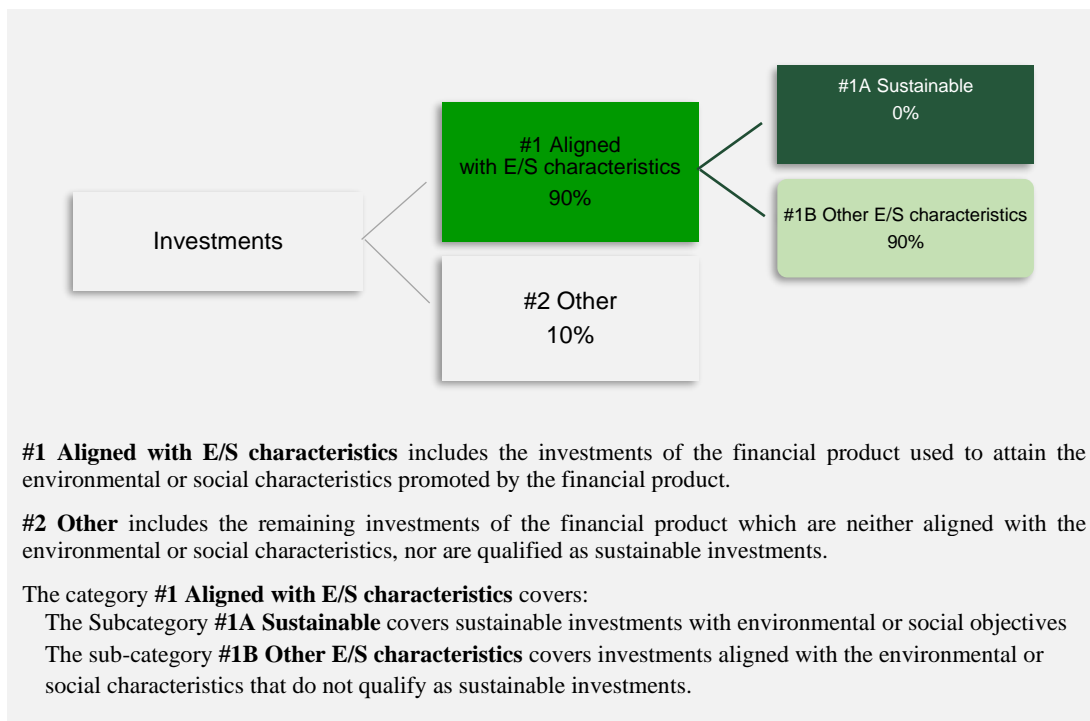 #1A Sustainable
0%
#1 Aligned
with E/S characteristics
90%
#1B Other E/S characteristics
90%
Investments
#2 Other
10%
#1 Aligned with E/S characteristics includes the investments of the financial product used to attain the
environmental or social characteristics promoted by the financial product.
#2 Other includes the remaining investments of the financial product which are neither aligned with the
environmental or social characteristics, nor are qualified as sustainable investments.
The category #1 Aligned with E/S characteristics covers:
The Subcategory #1A Sustainable covers sustainable investments with environmental or social objectives
The sub-category #1B Other E/S characteristics covers investments aligned with the environmental or
social characteristics that do not qualify as sustainable investments.